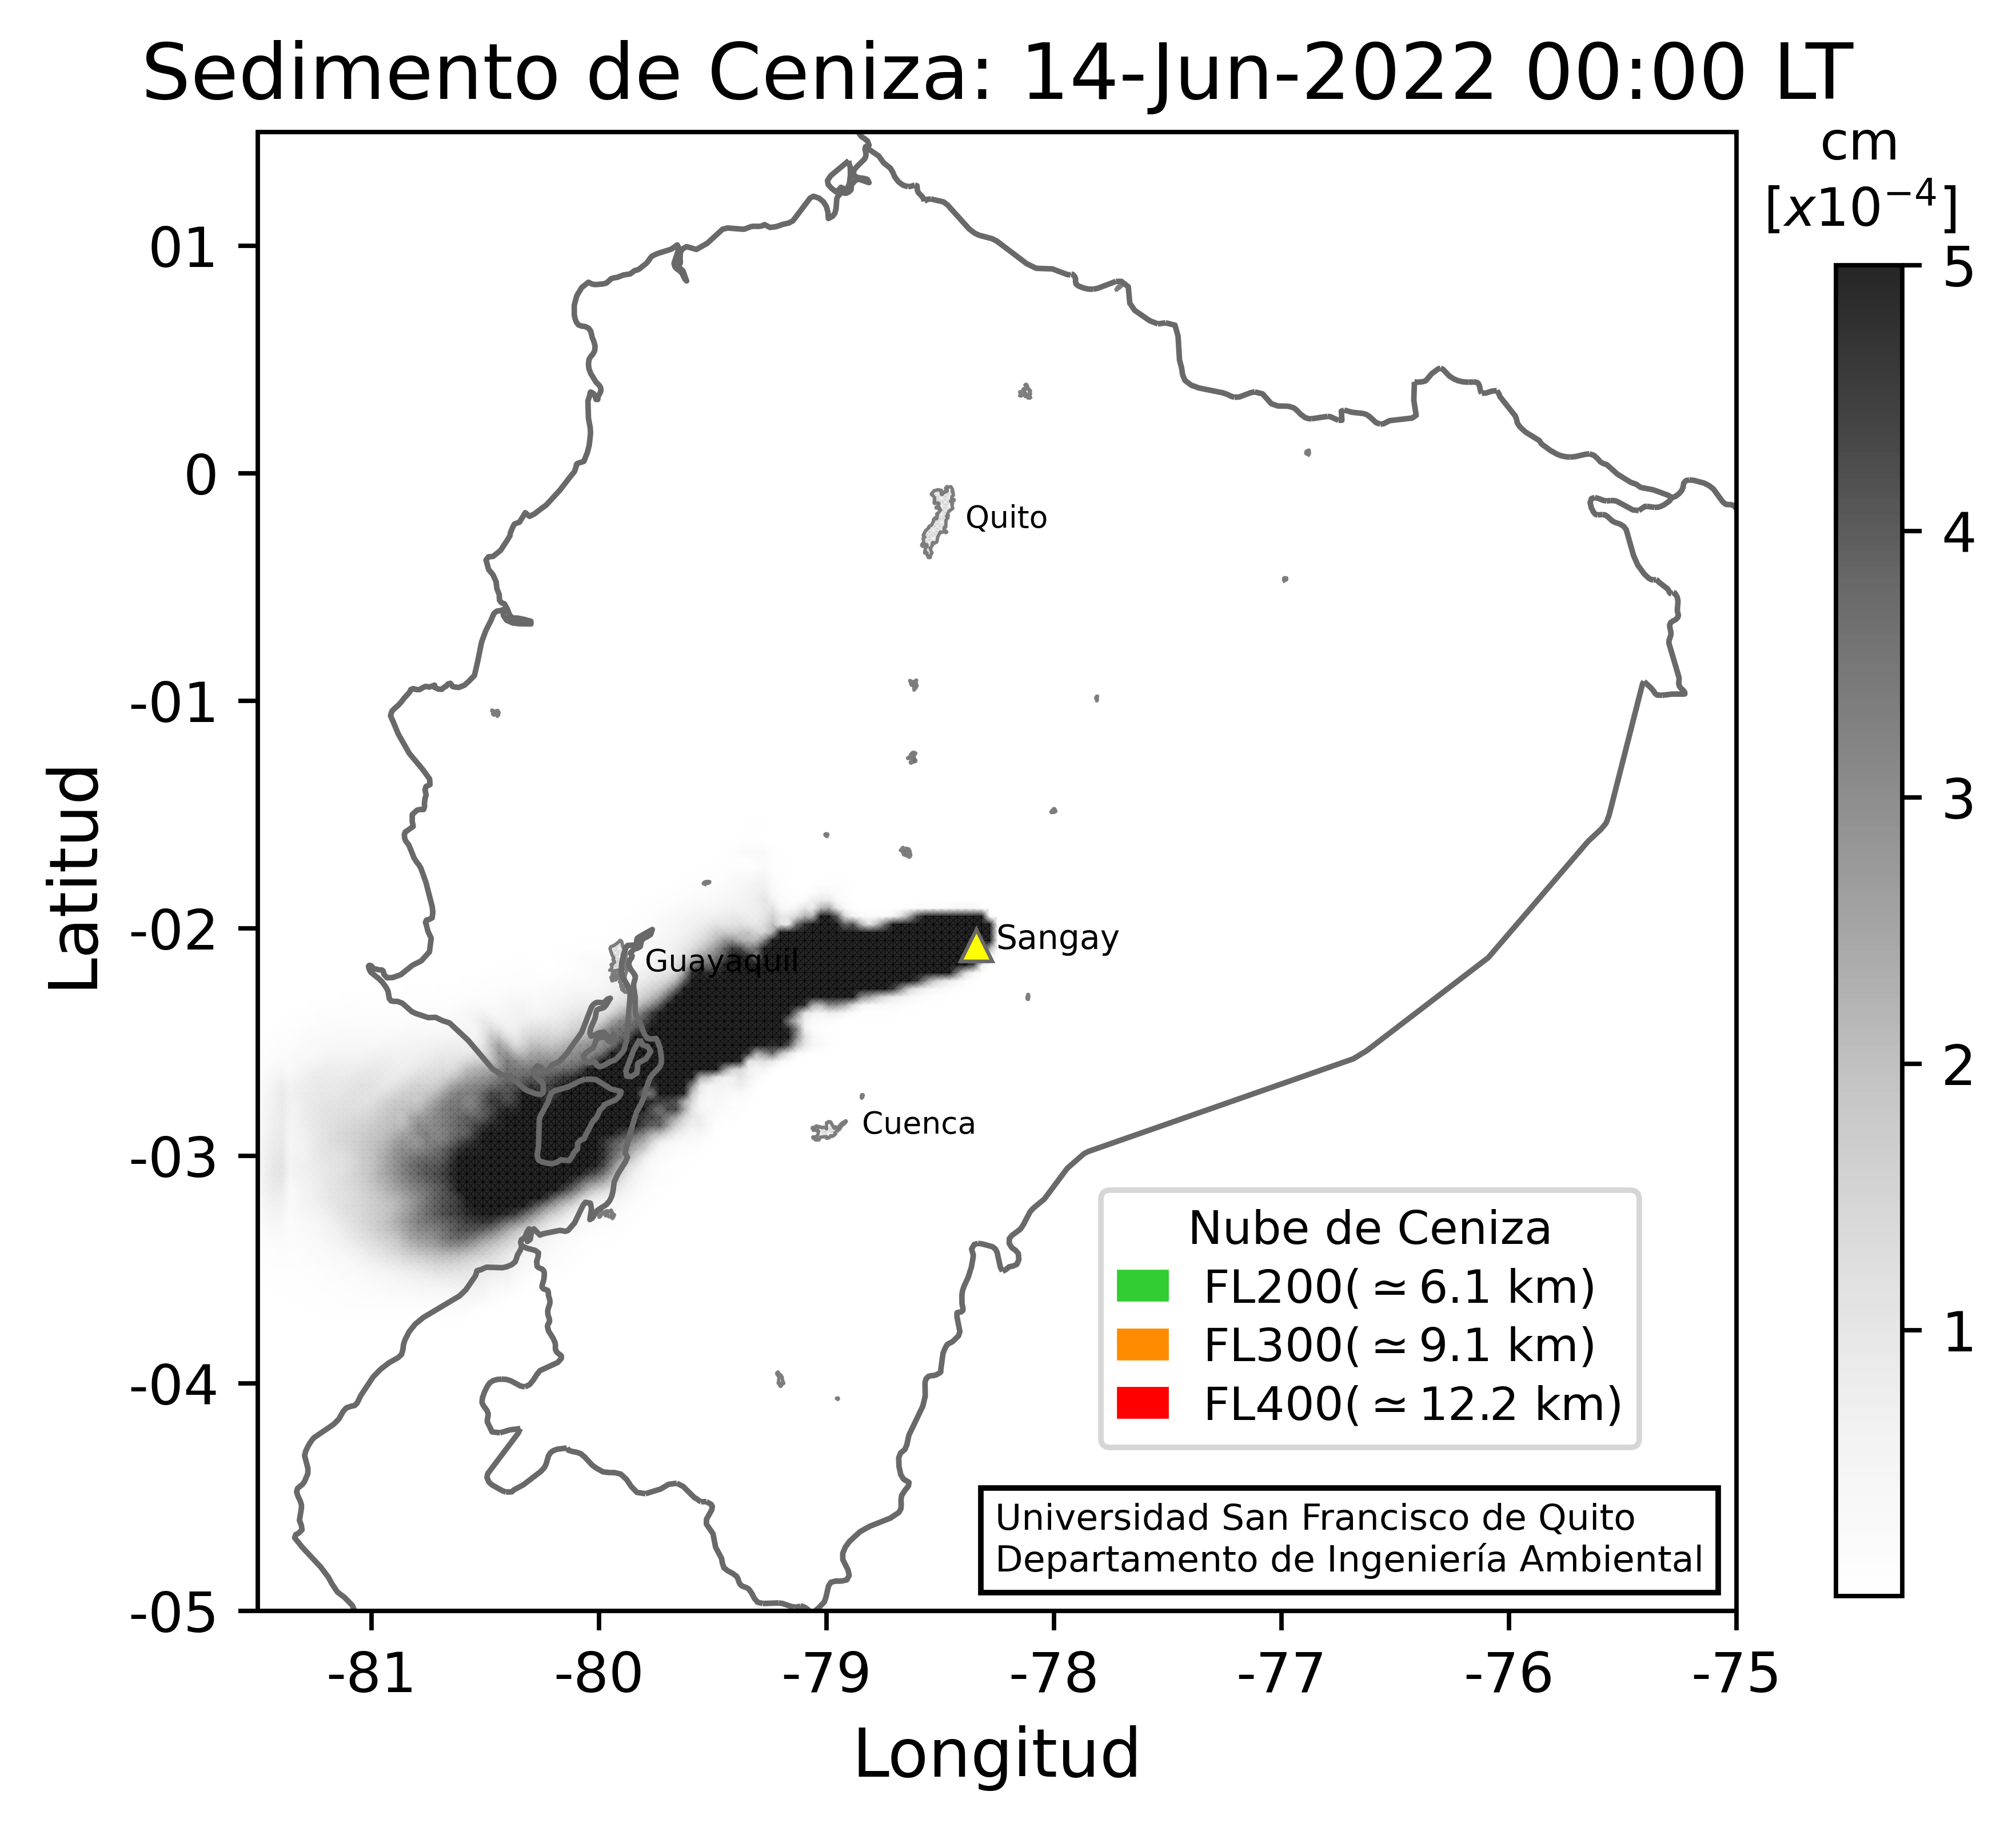 Sedimento de Ceniza: 14-Jun-2022 00:00 LT
cm
[x10⁻⁴]
5
4
3
2
1
Latitud
01
0
-01
-02
-03
-04
-05
Quito
Sangay
Guayaquil
Cuenca
Nube de Ceniza
FL200( ≃ 6.1 km)
FL300( ≃ 9.1 km)
FL400( ≃ 12.2 km)
Universidad San Francisco de Quito
Departamento de Ingeniería Ambiental
-81 -80 -79 -78 -77 -76 -75
Longitud